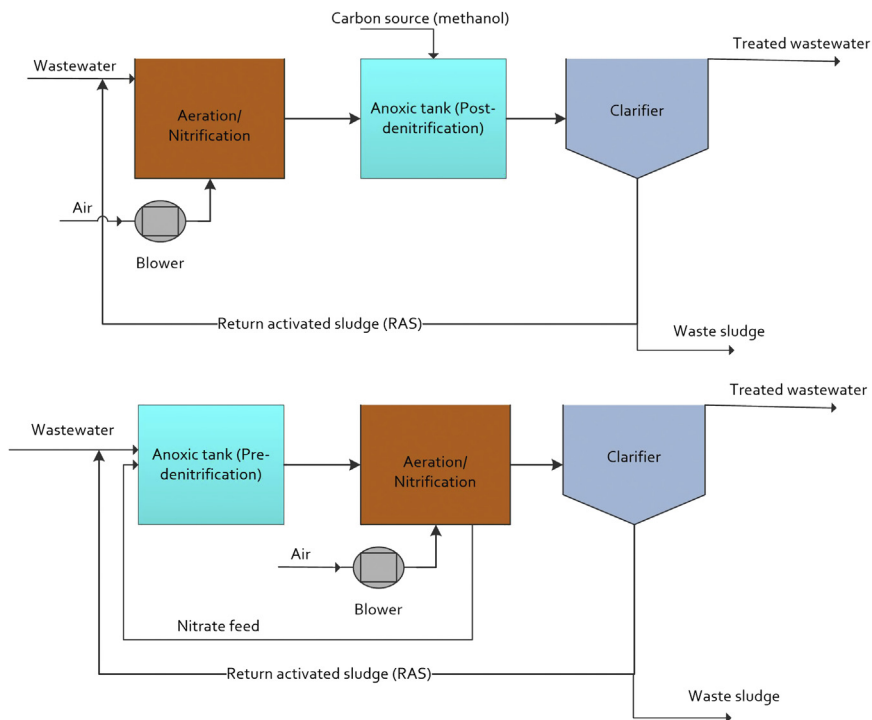 Carbon source (methanol)
Treated wastewater
Wastewater
Aeration/
Nitrification
Anoxic tank (Post-
denitrification)
Clarifier
Air
Blower
Return activated sludge (RAS)
Waste sludge
Treated wastewater
Wastewater
Anoxic tank (Pre-
denitrification)
Aeration/
Nitrification
Clarifier
Air
Blower
Nitrate feed
Return activated sludge (RAS)
Waste sludge